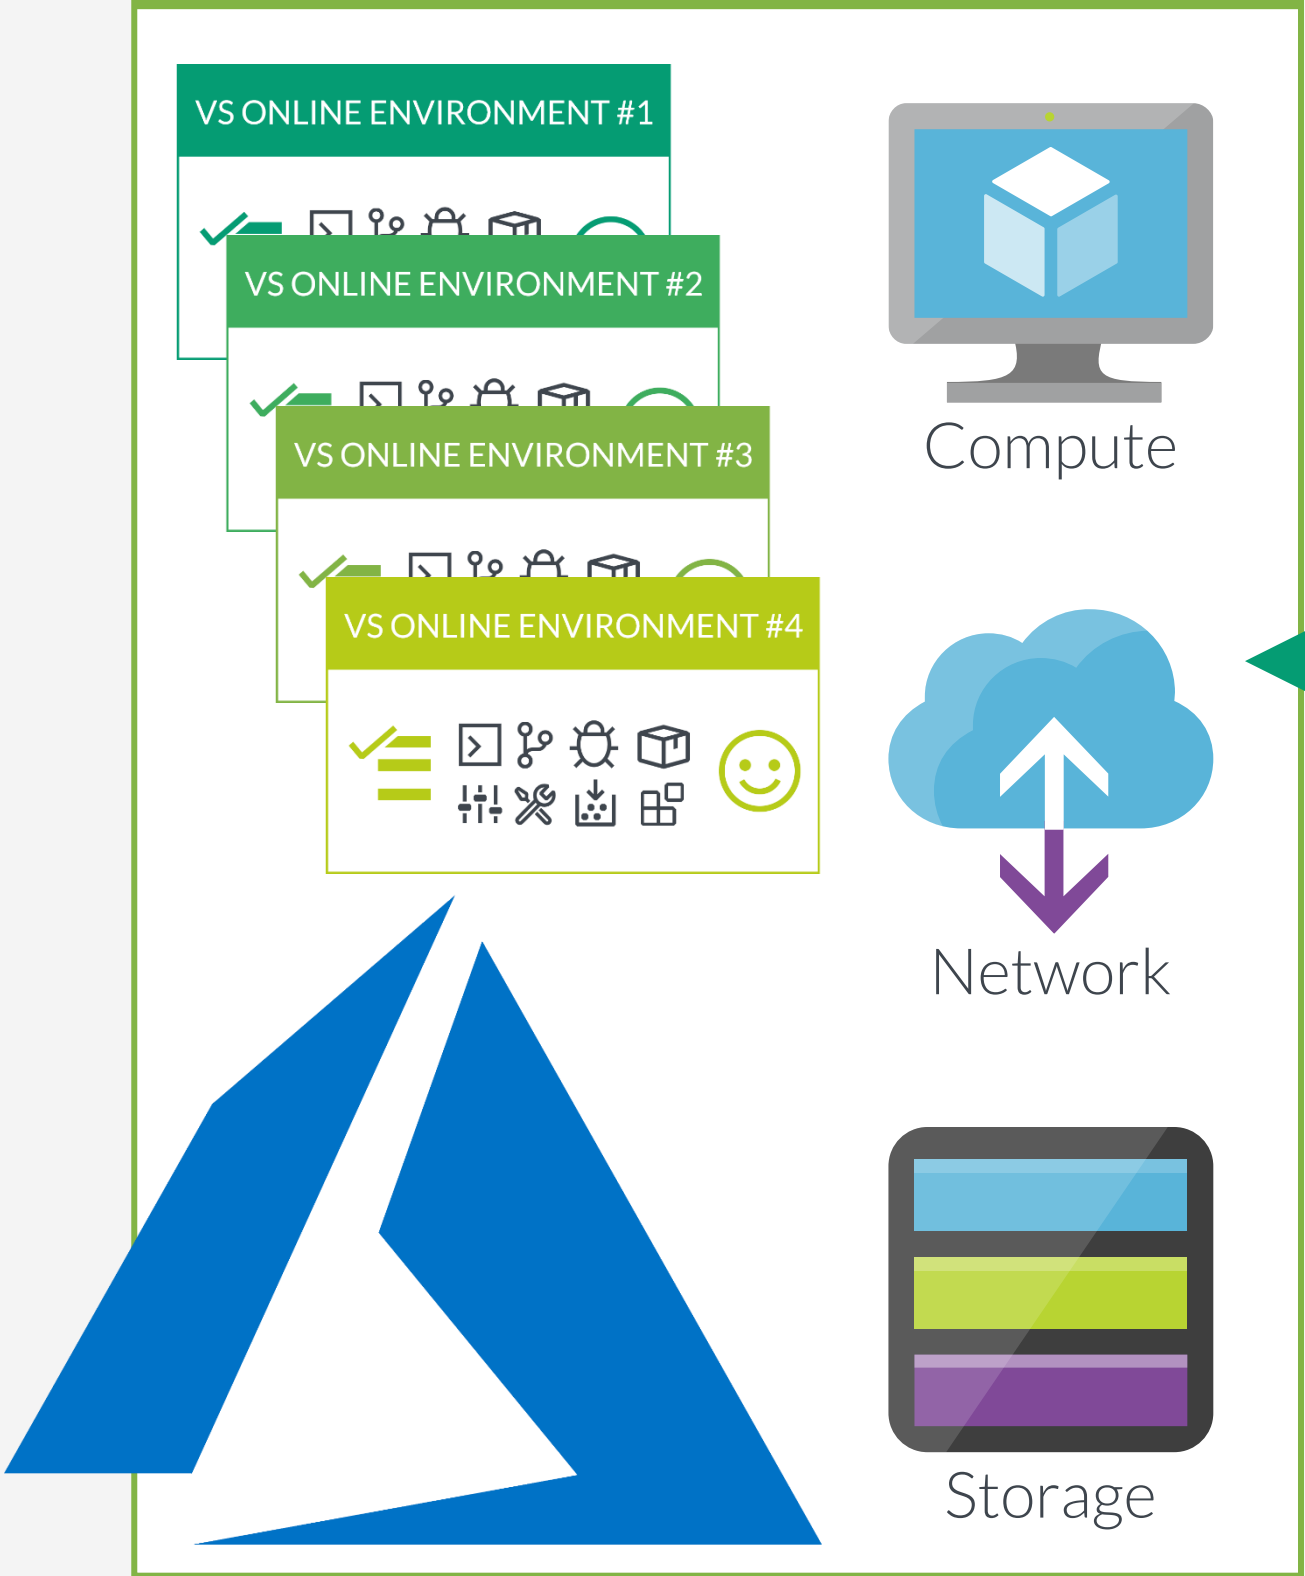 VS ONLINE ENVIRONMENT #1
VS ONLINE ENVIRONMENT #2
VS ONLINE ENVIRONMENT #3
VS ONLINE ENVIRONMENT #4
Compute
Network
Storage